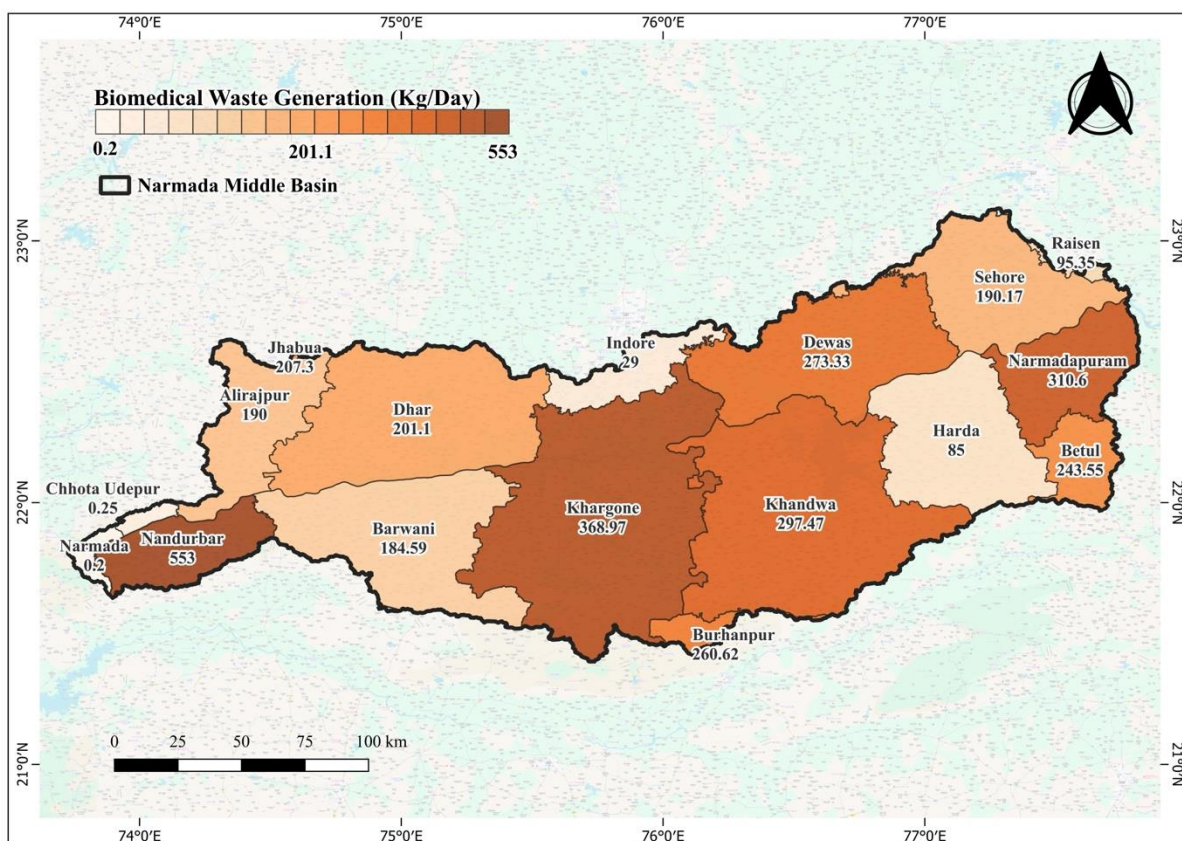 74°0'E 75°0'E 76°0'E 77°0'E
Biomedical Waste Generation (Kg/Day)
0.2 201.1 553
Narmada Middle Basin
23°0'N 23°0'N
Raisen
95.35
Sehore
190.17
Indore
29
Dewas
273.33
Jhabua
207.3
Narmadapuram
310.6
Alirajpur
190
Dhar
201.1
Harda
85
Betul
243.55
Chhota Udepur
0.25
22°0'N 22°0'N
Khargone
368.97
Khandwa
297.47
Barwani
184.59
Narmada
0.2
Nandurbar
553
Burhanpur
260.62
0 25 50 75 100 km
21°0'N 21°0'N
74°0'E 75°0'E 76°0'E 77°0'E